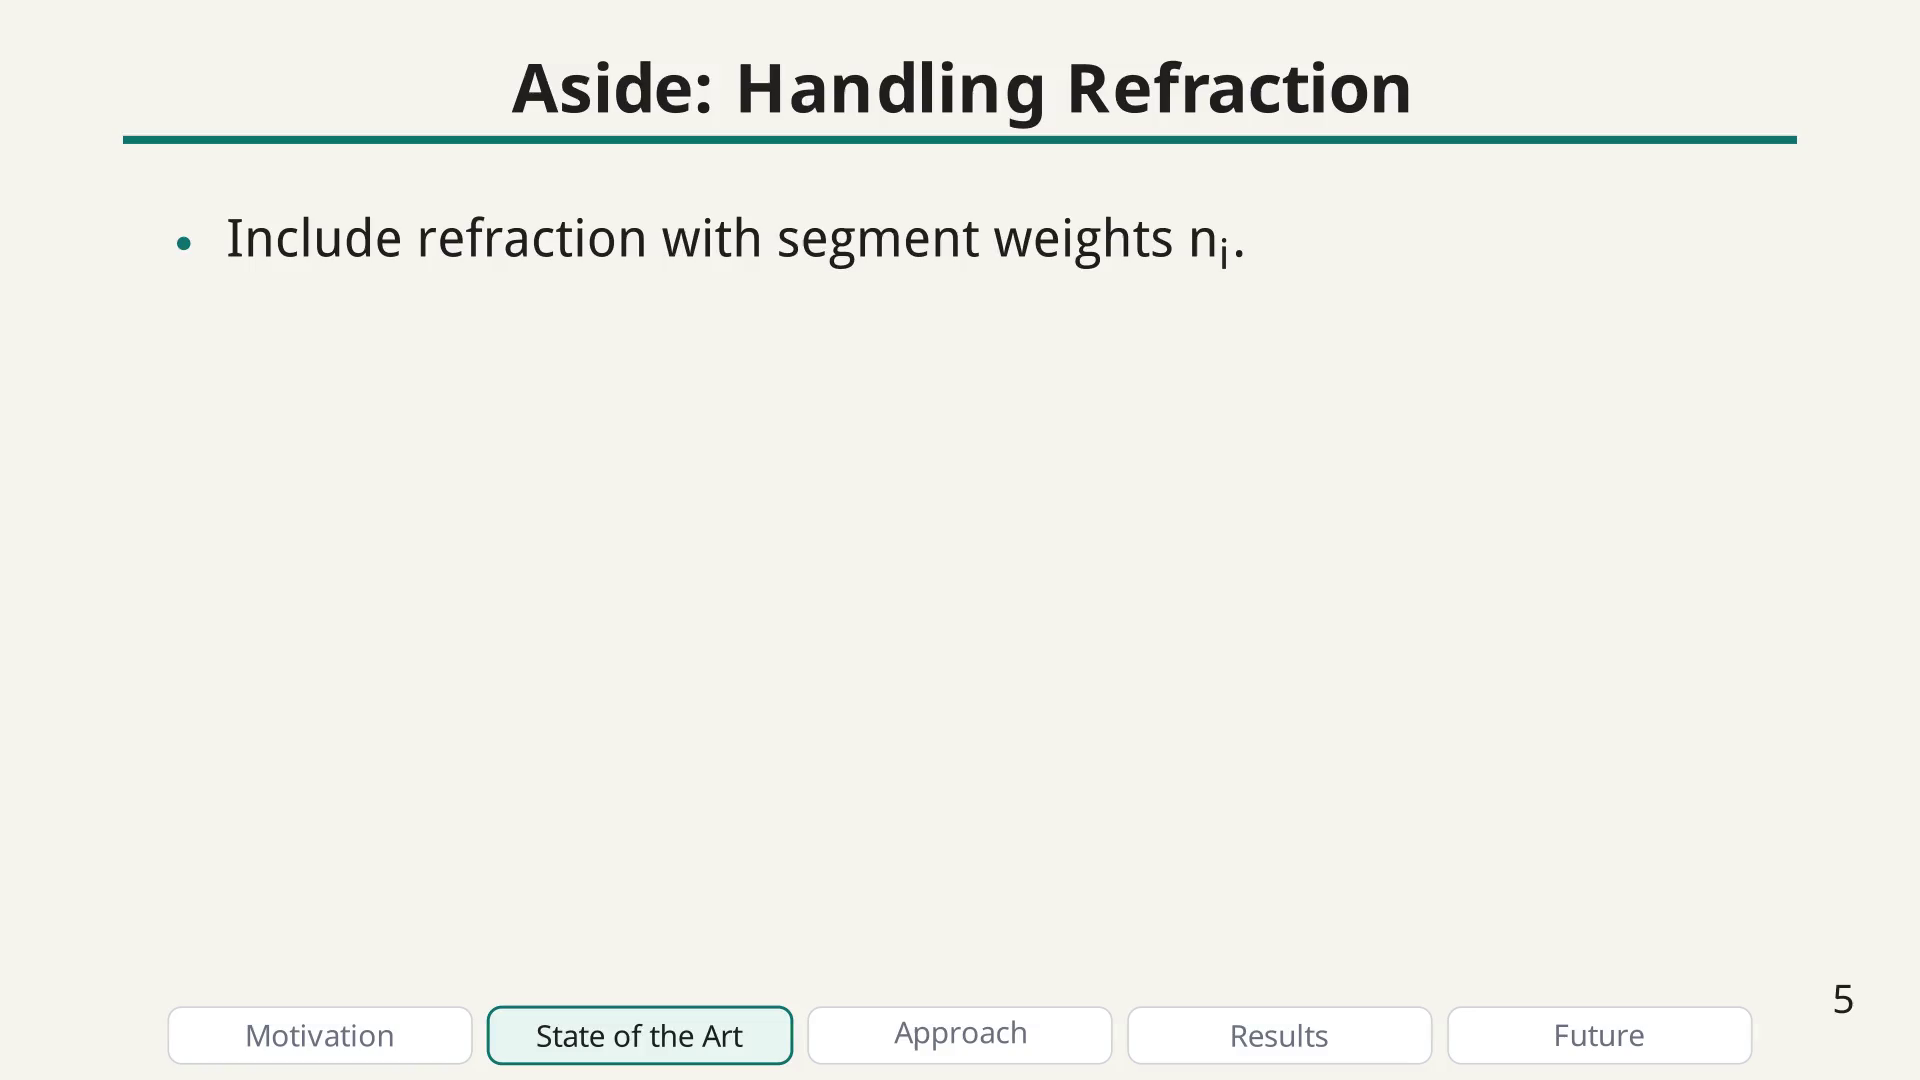 Aside: Handling Refraction
• Include refraction with segment weights nᵢ.
5
Motivation
State of the Art
Approach
Results
Future